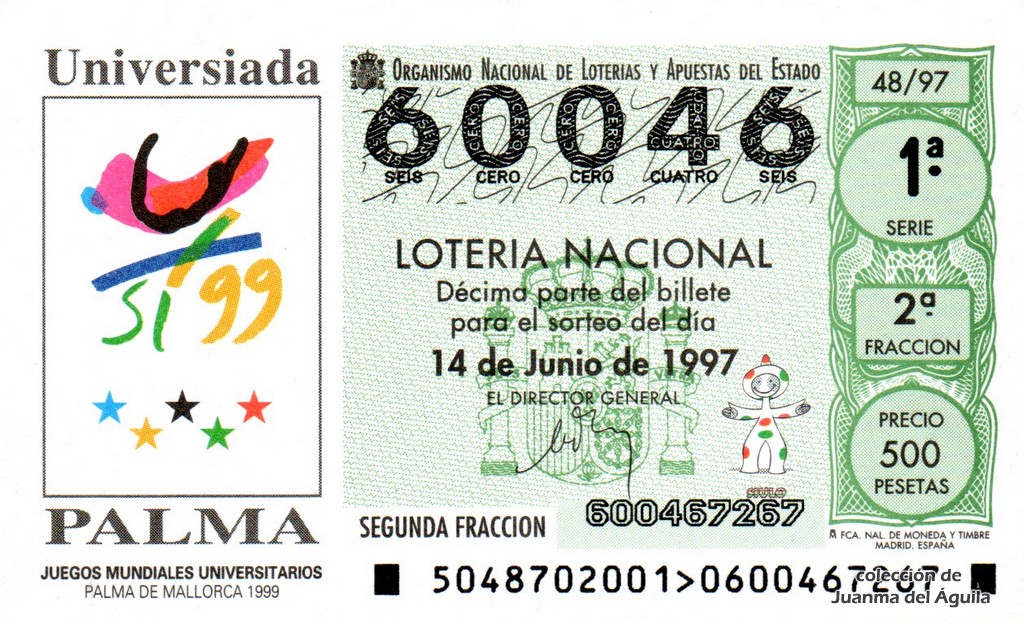 Universiada
SI '99
PALMA
JUEGOS MUNDIALES UNIVERSITARIOS
PALMA DE MALLORCA 1999
ORGANISMO NACIONAL DE LOTERIAS Y APUESTAS DEL ESTADO
60046
SEIS CERO CERO CUATRO SEIS
LOTERIA NACIONAL
Décima parte del billete
para el sorteo del día
14 de Junio de 1997
EL DIRECTOR GENERAL
SIULO
SEGUNDA FRACCION
600467267
48/97
1ª
SERIE
2ª
FRACCION
PRECIO
500
PESETAS
FCA. NAL. DE MONEDA Y TIMBRE
MADRID. ESPAÑA
5048702001>0600467267
colección de
Juanma del Águila